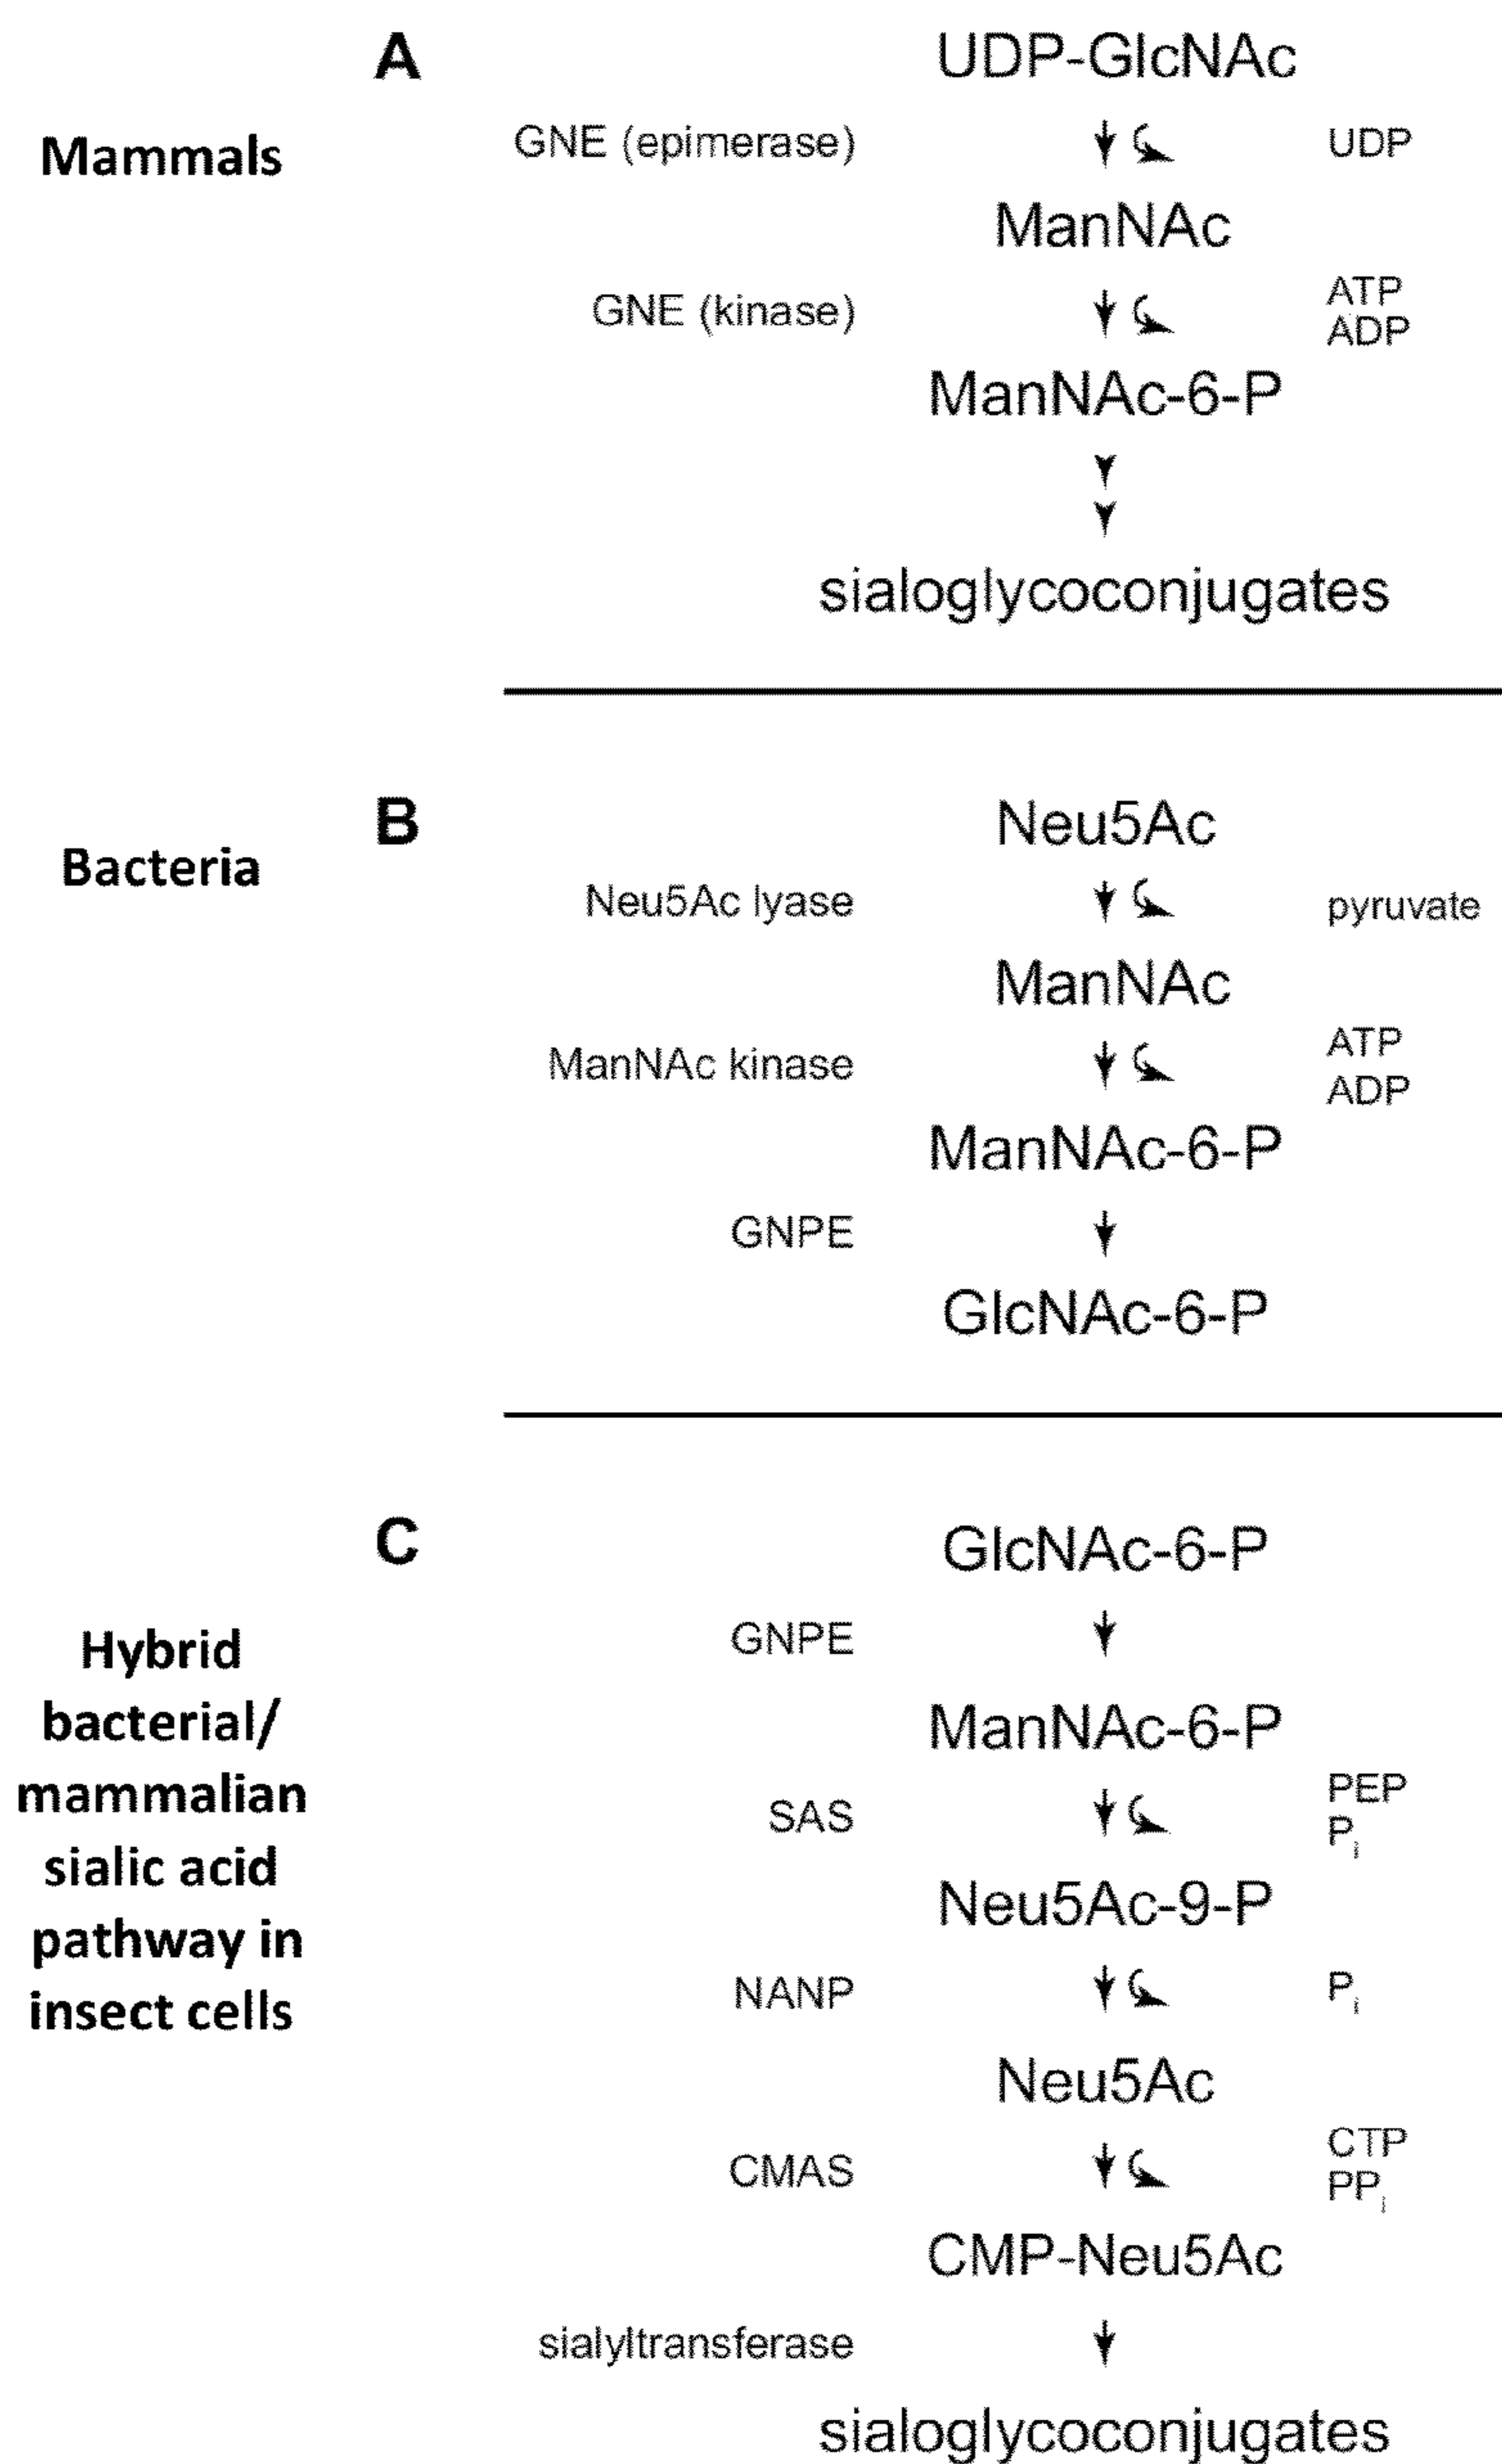 A
UDP-GlcNAc
Mammals
GNE (epimerase)
UDP
ManNAc
GNE (kinase)
ATP
ADP
ManNAc-6-P
sialoglycoconjugates
B
Neu5Ac
Bacteria
Neu5Ac lyase
pyruvate
ManNAc
ManNAc kinase
ATP
ADP
ManNAc-6-P
GNPE
GlcNAc-6-P
C
GlcNAc-6-P
Hybrid
bacterial/
mammalian
sialic acid
pathway in
insect cells
GNPE
ManNAc-6-P
SAS
PEP
Pi
Neu5Ac-9-P
NANP
Pi
Neu5Ac
CMAS
CTP
PPi
CMP-Neu5Ac
sialyltransferase
sialoglycoconjugates